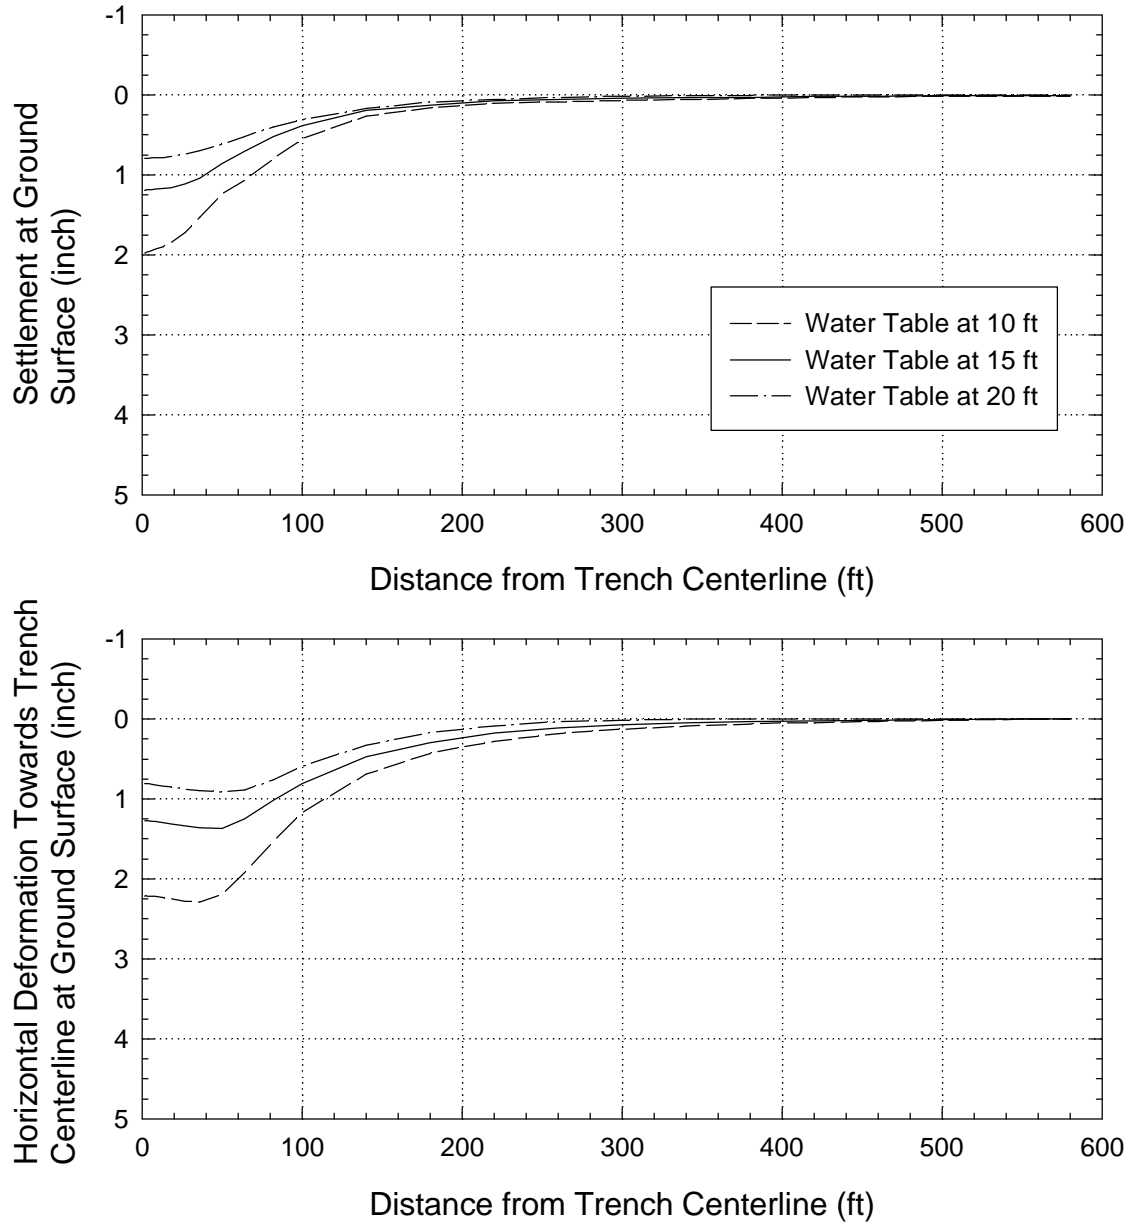 -1
0
1
2
3
4
5
Settlement at Ground
Surface (inch)
Water Table at 10 ft
Water Table at 15 ft
Water Table at 20 ft
0 100 200 300 400 500 600
Distance from Trench Centerline (ft)
-1
0
1
2
3
4
5
Horizontal Deformation Towards Trench
Centerline at Ground Surface (inch)
0 100 200 300 400 500 600
Distance from Trench Centerline (ft)